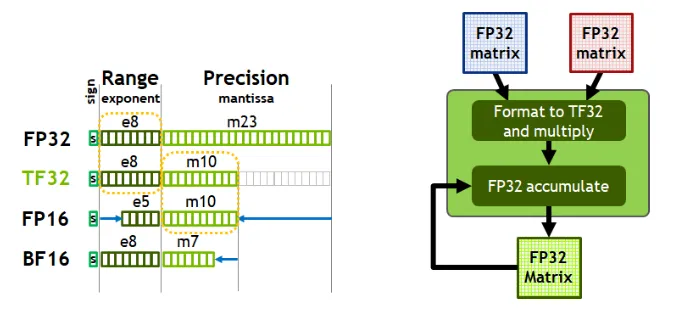 sign
Range
exponent
Precision
mantissa
FP32
s
e8
m23
TF32
s
e8
m10
FP16
s
e5
m10
BF16
s
e8
m7
FP32
matrix
FP32
matrix
Format to TF32
and multiply
FP32 accumulate
FP32
Matrix